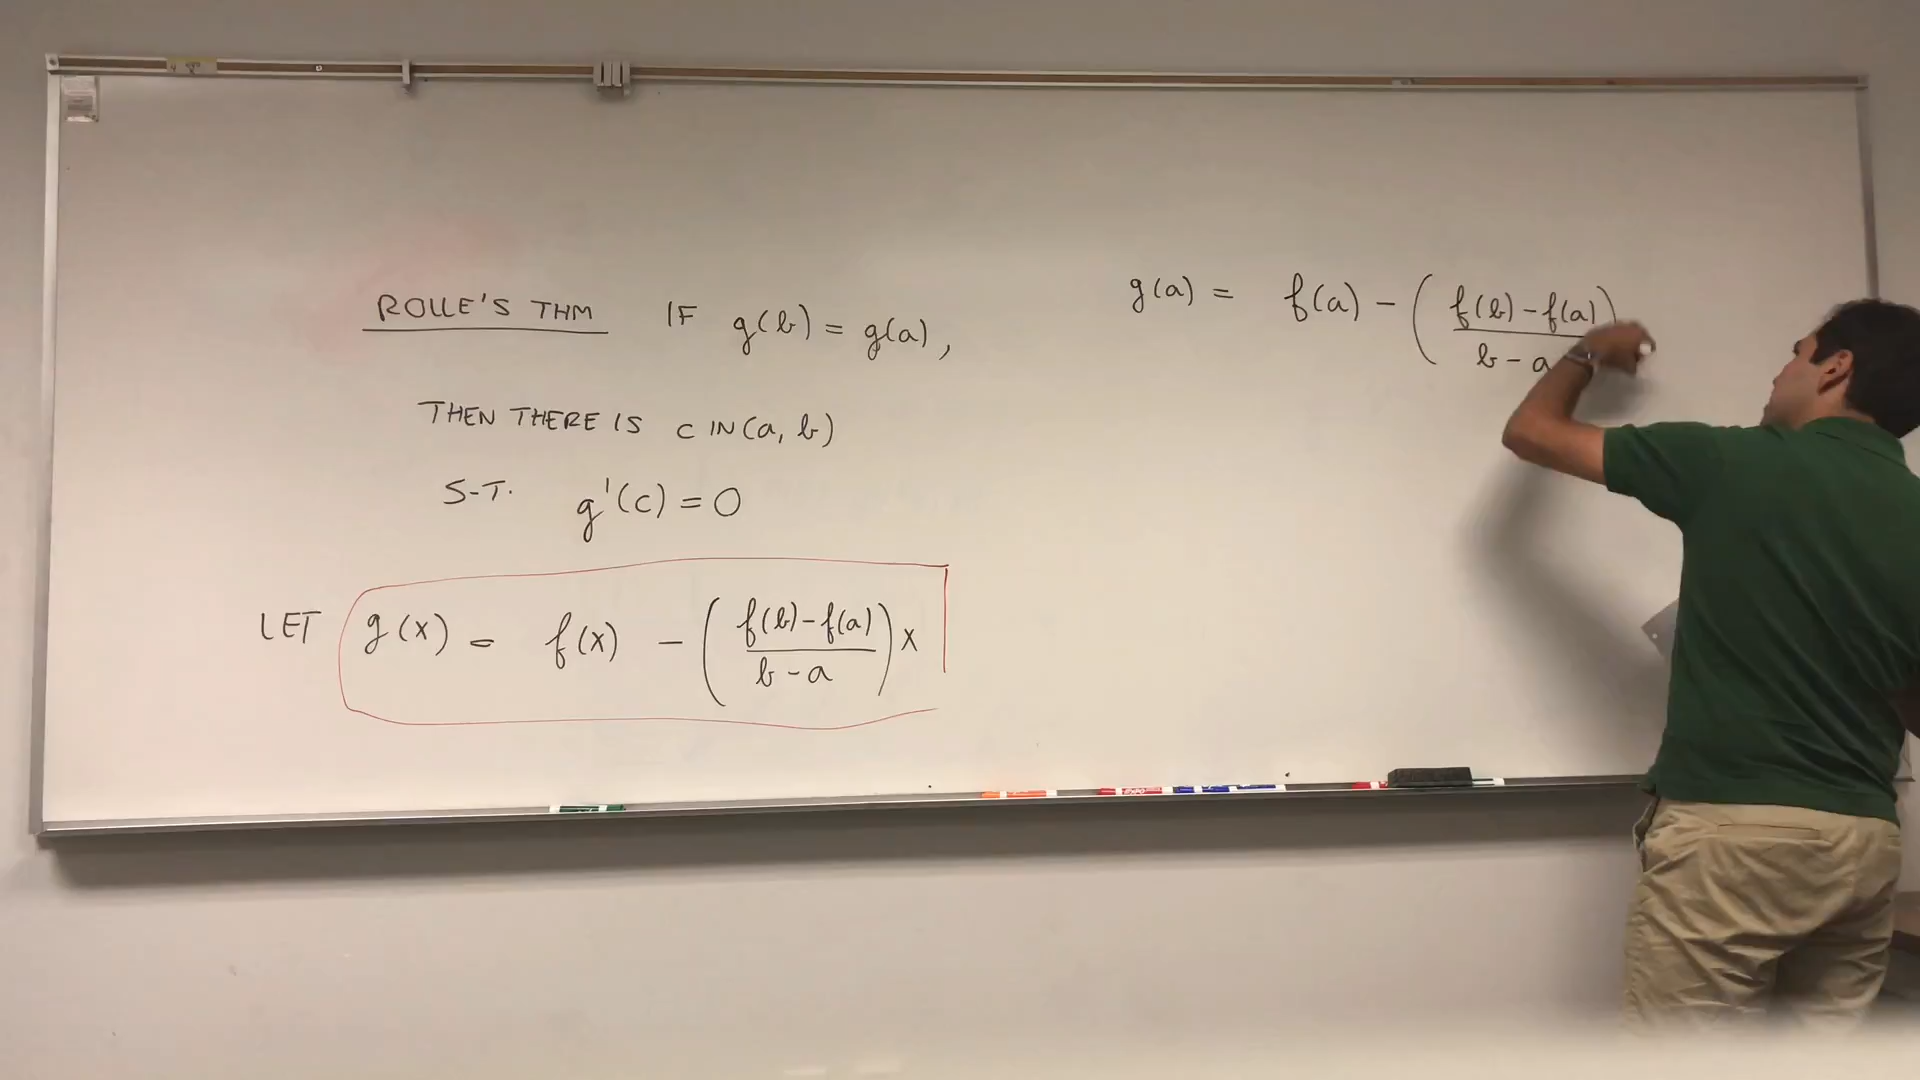 ROLLE'S THM IF g(b) = g(a),
THEN THERE IS c IN (a, b)
S-T. g'(c) = 0
LET g(x) = f(x) - ( f(b) - f(a) / b - a ) x
g(a) = f(a) - ( f(b) - f(a) / b - a )